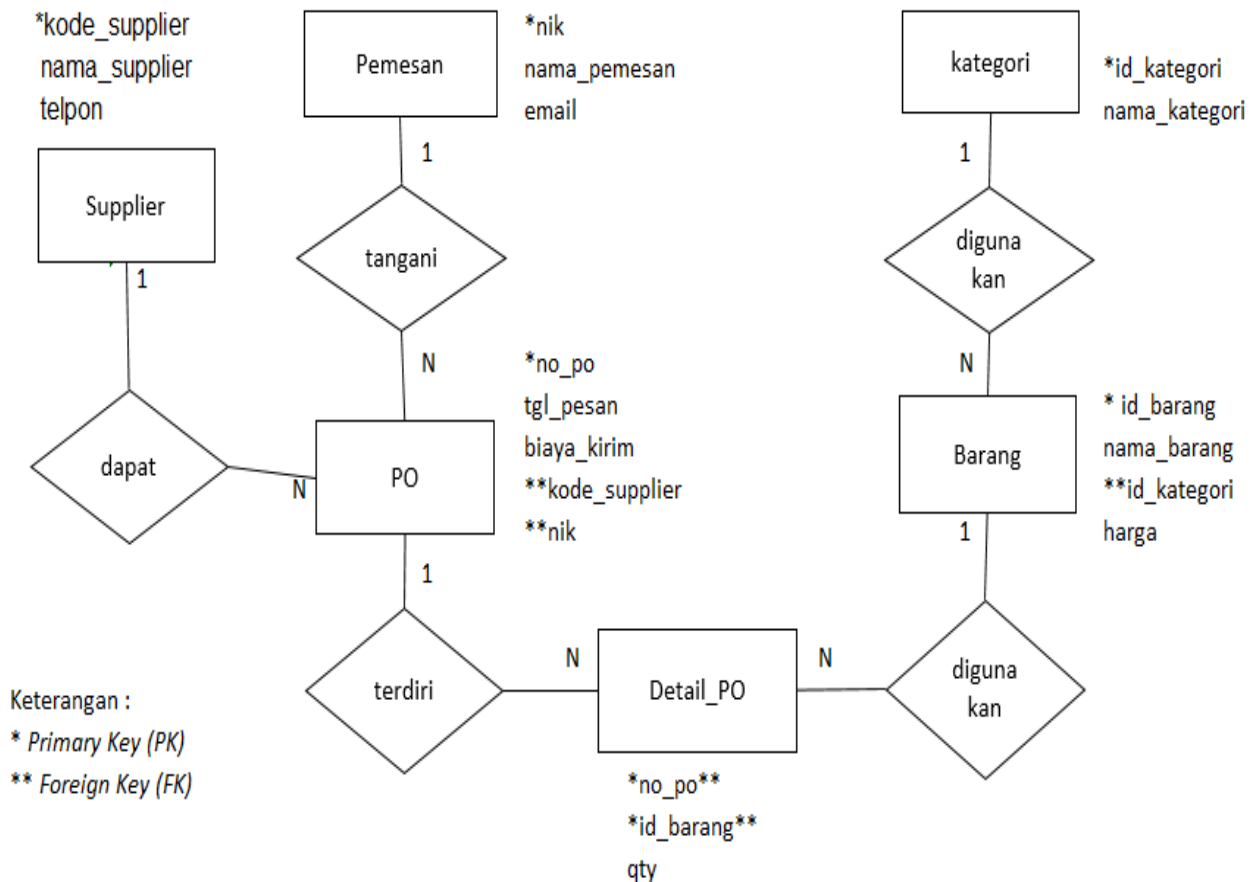 *kode_supplier
nama_supplier
telpon
Supplier
1
dapat
N
Pemesan
*nik
nama_pemesan
email
1
tangani
N
PO
*no_po
tgl_pesan
biaya_kirim
**kode_supplier
**nik
1
terdiri
N
Detail_PO
*no_po**
*id_barang**
qty
N
diguna
kan
1
Barang
* id_barang
nama_barang
**id_kategori
harga
N
diguna
kan
1
kategori
*id_kategori
nama_kategori
Keterangan :
* Primary Key (PK)
** Foreign Key (FK)